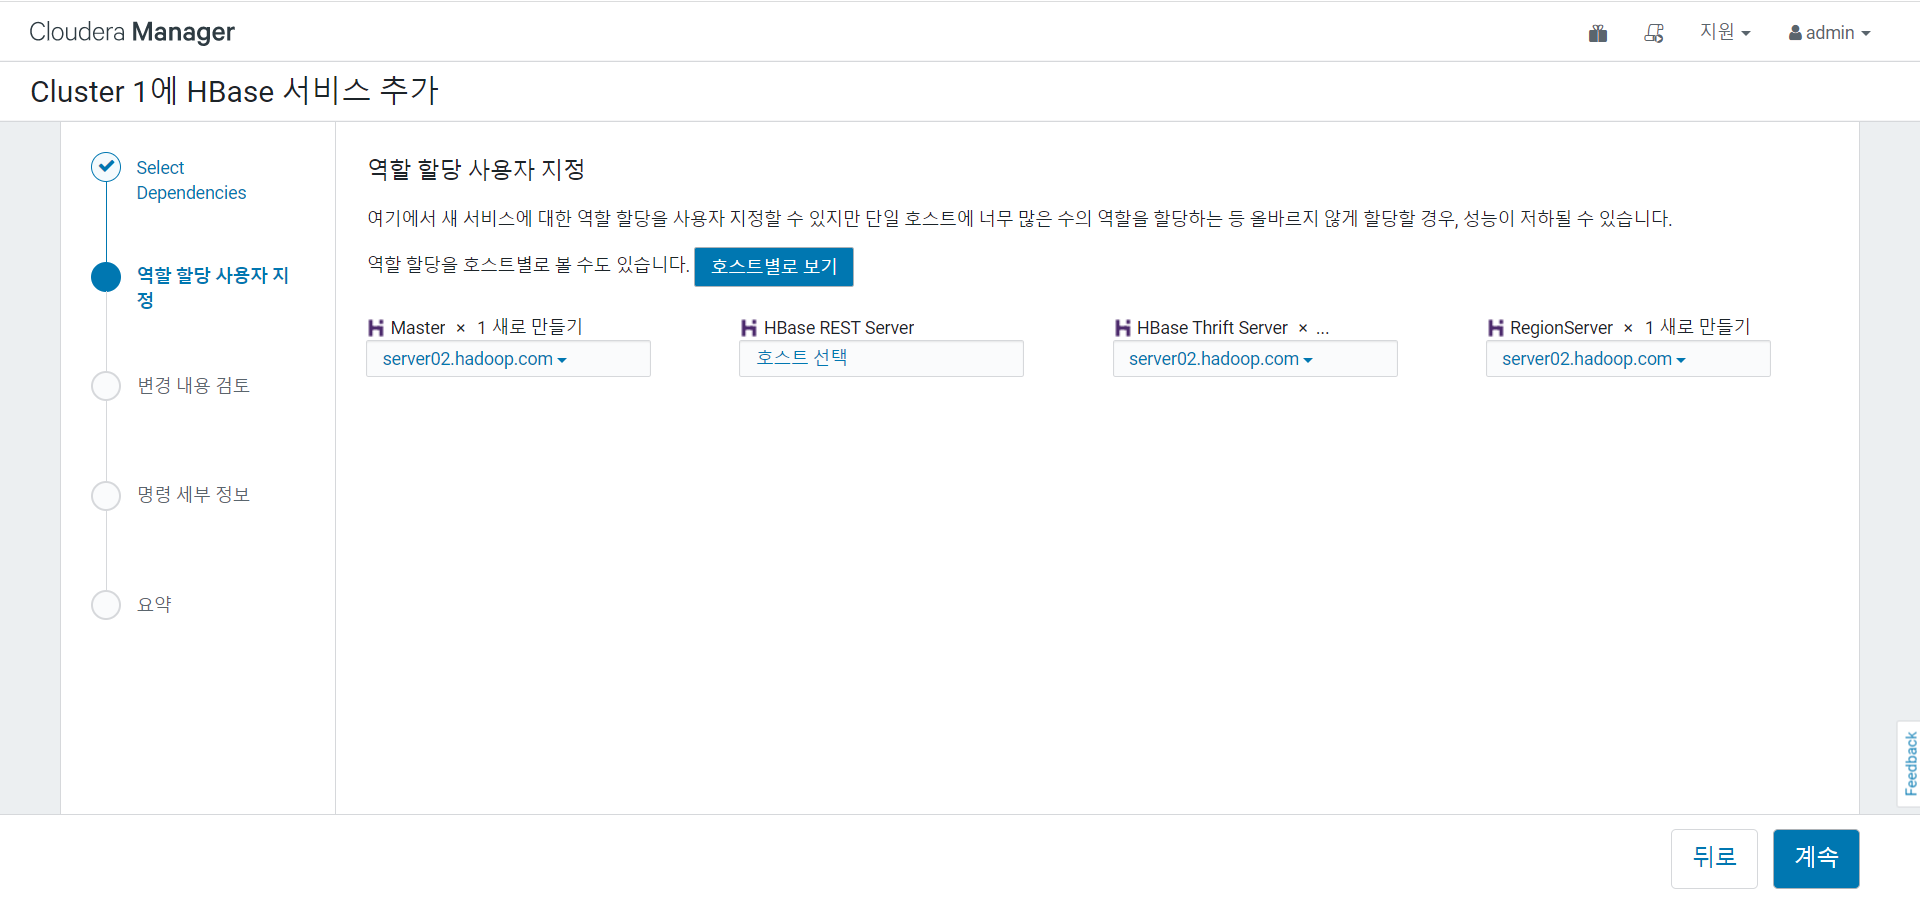 Cloudera Manager
지원
admin
Cluster 1에 HBase 서비스 추가
Select
Dependencies
역할 할당 사용자 지
정
변경 내용 검토
명령 세부 정보
요약
역할 할당 사용자 지정
여기에서 새 서비스에 대한 역할 할당을 사용자 지정할 수 있지만 단일 호스트에 너무 많은 수의 역할을 할당하는 등 올바르지 않게 할당할 경우, 성능이 저하될 수 있습니다.
역할 할당을 호스트별로 볼 수도 있습니다. 호스트별로 보기
Master × 1 새로 만들기
server02.hadoop.com
HBase REST Server
호스트 선택
HBase Thrift Server × ...
server02.hadoop.com
RegionServer × 1 새로 만들기
server02.hadoop.com
Feedback
뒤로
계속